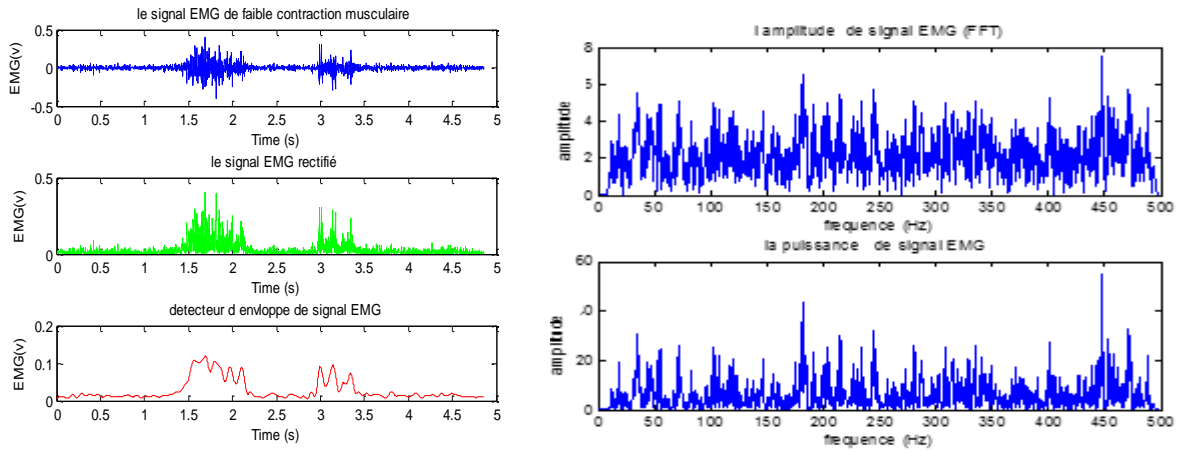 le signal EMG de faible contraction musculaire
EMG(v)
0.5
0
-0.5
0 0.5 1 1.5 2 2.5 3 3.5 4 4.5 5
Time (s)
le signal EMG rectifié
EMG(v)
0.5
0
0 0.5 1 1.5 2 2.5 3 3.5 4 4.5 5
Time (s)
detecteur d envloppe de signal EMG
EMG(v)
0.2
0.1
0
0 0.5 1 1.5 2 2.5 3 3.5 4 4.5 5
Time (s)
l amplitude de signal EMG (FFT)
amplitude
8
5
4
2
0
0 50 100 150 200 250 300 350 400 450 500
frequence (Hz)
la puissance de signal EMG
amplitude
60
40
20
0
0 50 100 150 200 250 300 350 400 450 500
frequence (Hz)